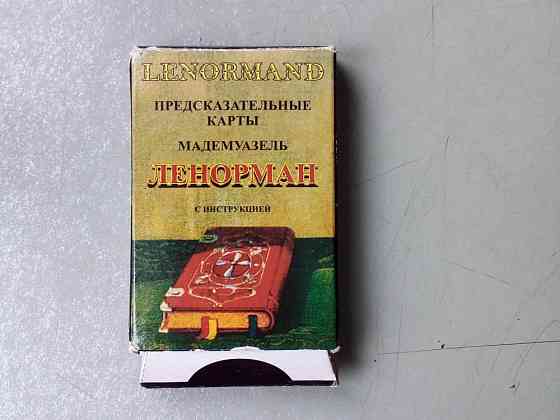 LENORMAND
ПРЕДСКАЗАТЕЛЬНЫЕ
КАРТЫ
МАДЕМУАЗЕЛЬ
ЛЕНОРМАН
С ИНСТРУКЦИЕЙ